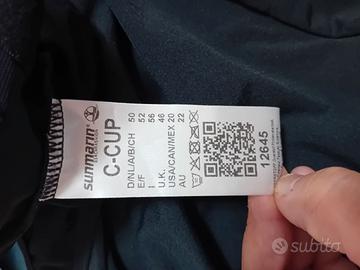 sunmarin
C-CUP
D/NL/A/B/CH 50
E/F 52
I 56
U.K. 46
USA/CAN/MEX 20
AU 22
12645
subito